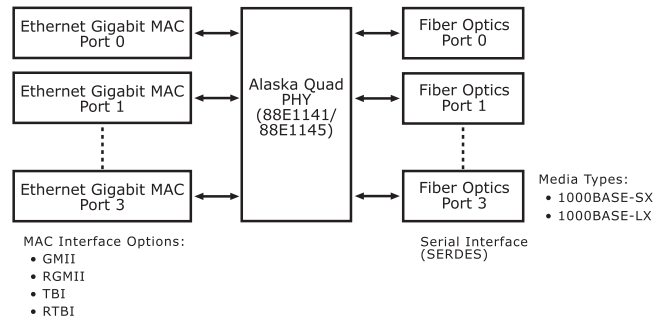 Ethernet Gigabit MAC
Port 0
Fiber Optics
Port 0
Ethernet Gigabit MAC
Port 1
Alaska Quad
PHY
(88E1141/
88E1145)
Fiber Optics
Port 1
Ethernet Gigabit MAC
Port 3
Fiber Optics
Port 3
Media Types:
• 1000BASE-SX
• 1000BASE-LX
MAC Interface Options:
• GMII
• RGMII
• TBI
• RTBI
Serial Interface
(SERDES)